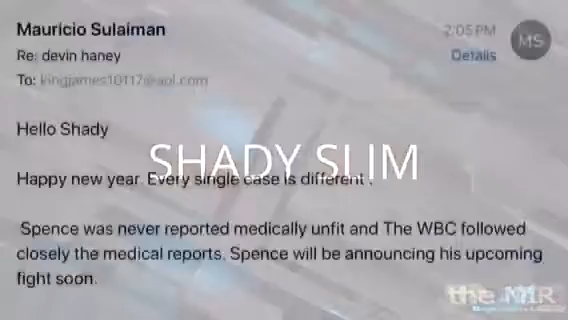 Mauricio Sulaiman
2:05 PM
MS
Re: devin haney
Details
To: kingjames10117@aol.com
Hello Shady
SHADY SLIM
Happy new year. Every single case is different .
Spence was never reported medically unfit and The WBC followed
closely the medical reports. Spence will be announcing his upcoming
fight soon.
the